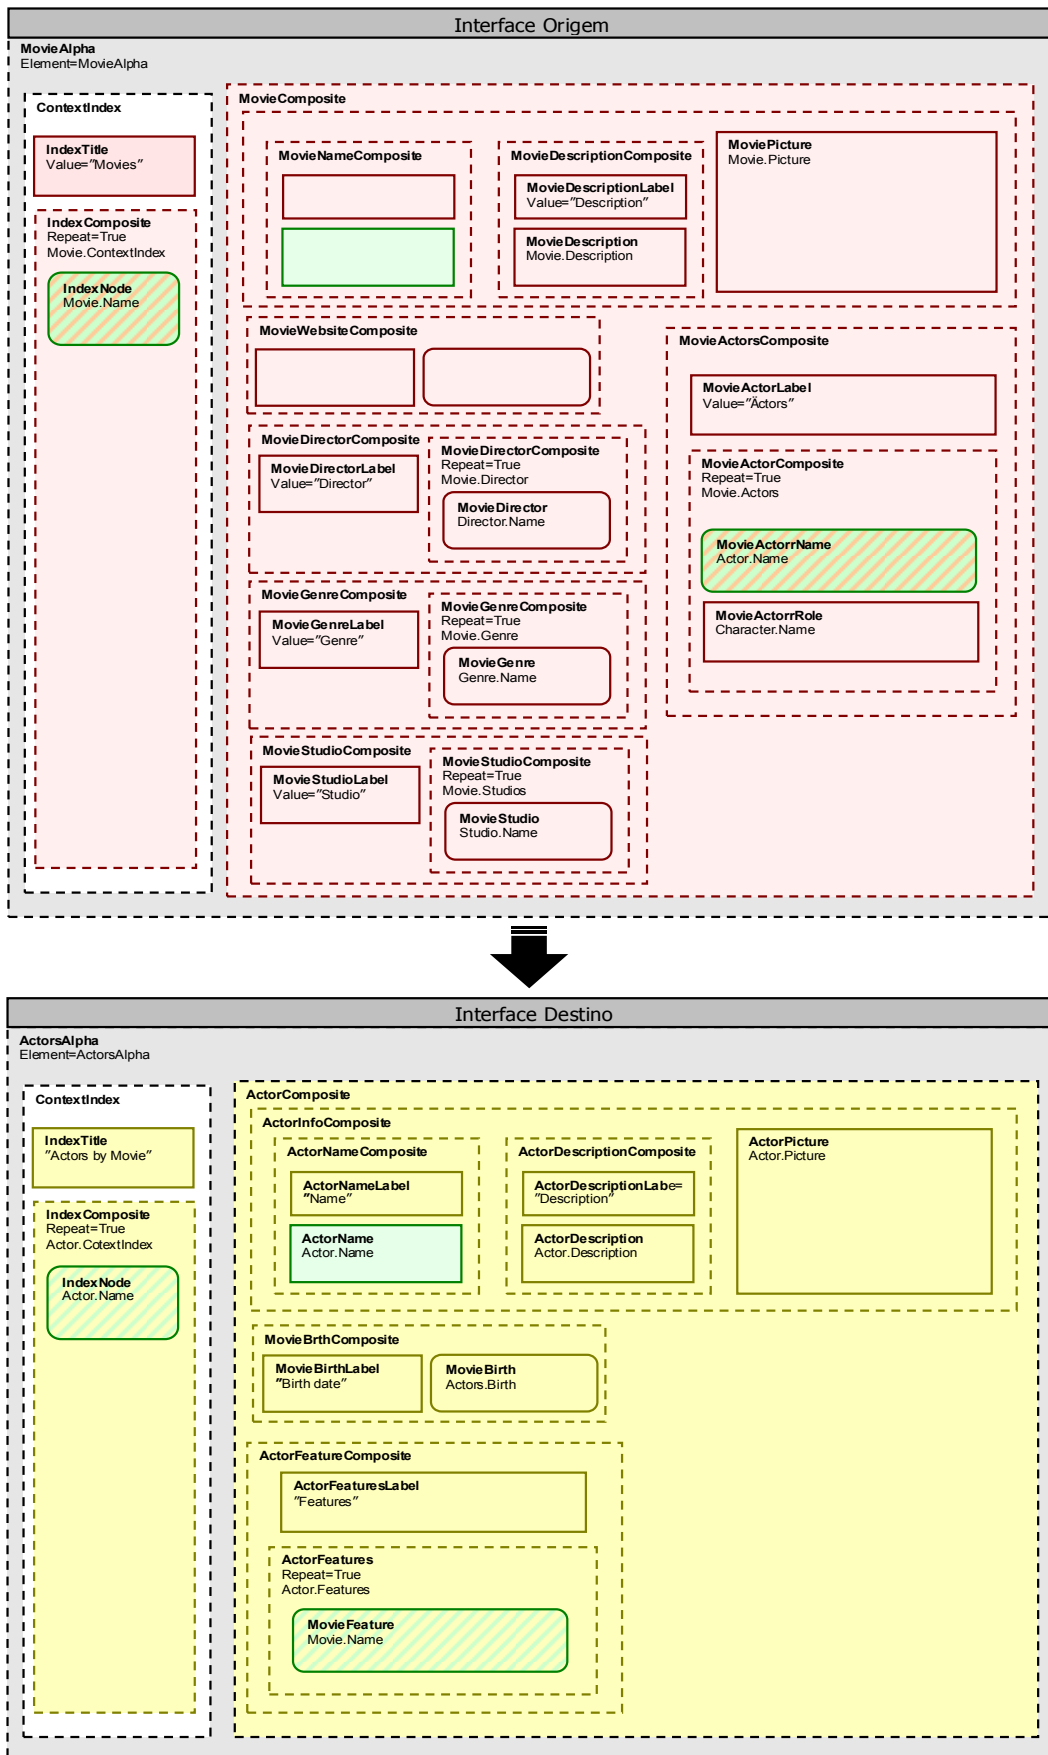 Interface Origem
MovieAlpha
Element=MovieAlpha
ContextIndex
IndexTitle
Value="Movies"
IndexComposite
Repeat=True
Movie.ContextIndex
IndexNode
Movie.Name
MovieComposite
MovieNameComposite
MovieDescriptionComposite
MovieDescriptionLabel
Value="Description"
MovieDescription
Movie.Description
MoviePicture
Movie.Picture
MovieWebsiteComposite
MovieDirectorComposite
MovieDirectorLabel
Value="Director"
MovieDirectorComposite
Repeat=True
Movie.Director
MovieDirector
Director.Name
MovieGenreComposite
MovieGenreLabel
Value="Genre"
MovieGenreComposite
Repeat=True
Movie.Genre
MovieGenre
Genre.Name
MovieStudioComposite
MovieStudioLabel
Value="Studio"
MovieStudioComposite
Repeat=True
Movie.Studios
MovieStudio
Studio.Name
MovieActorsComposite
MovieActorLabel
Value="Äctors"
MovieActorComposite
Repeat=True
Movie.Actors
MovieActorrName
Actor.Name
MovieActorrRole
Character.Name
Interface Destino
ActorsAlpha
Element=ActorsAlpha
ContextIndex
IndexTitle
"Actors by Movie"
IndexComposite
Repeat=True
Actor.CotextIndex
IndexNode
Actor.Name
ActorComposite
ActorInfoComposite
ActorNameComposite
ActorNameLabel
"Name"
ActorName
Actor.Name
ActorDescriptionComposite
ActorDescriptionLabe=
"Description"
ActorDescription
Actor.Description
ActorPicture
Actor.Picture
MovieBrthComposite
MovieBirthLabel
"Birth date"
MovieBirth
Actors.Birth
ActorFeatureComposite
ActorFeaturesLabel
"Features"
ActorFeatures
Repeat=True
Actor.Features
MovieFeature
Movie.Name